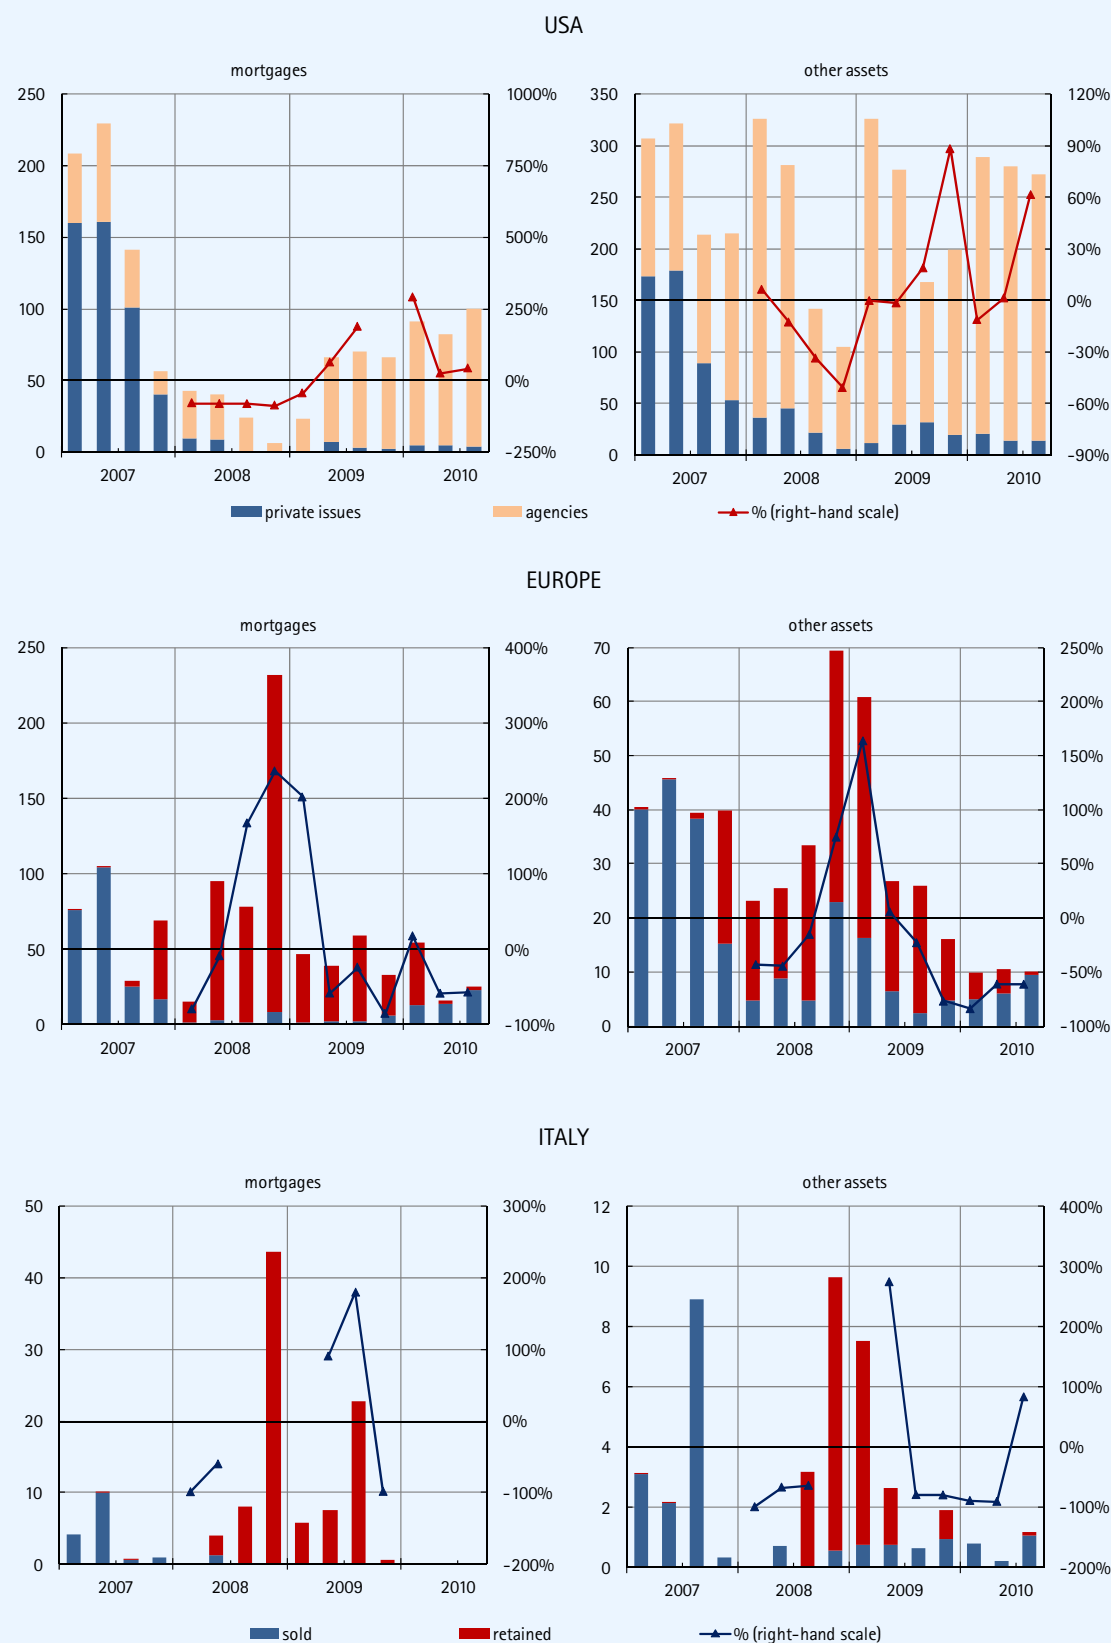 USA
mortgages
other assets
250 1000% 350 120%
200 750% 300 90%
250 60%
150 500% 200 30%
100 250% 150 0%
100 -30%
50 0% 50 -60%
0 -250% 0 -90%
2007 2008 2009 2010 2007 2008 2009 2010
private issues agencies % (right-hand scale)
EUROPE
mortgages
other assets
250 400% 70 250%
200 300% 60 200%
150 200% 50 150%
40 100%
100 100% 30 50%
50 0% 20 0%
10 -50%
0 -100% 0 -100%
2007 2008 2009 2010 2007 2008 2009 2010
ITALY
mortgages
other assets
50 300% 12 400%
40 200% 10 300%
30 100% 8 200%
6 100%
20 0% 4 0%
10 -100% 2 -100%
0 -200% 0 -200%
2007 2008 2009 2010 2007 2008 2009 2010
sold retained % (right-hand scale)